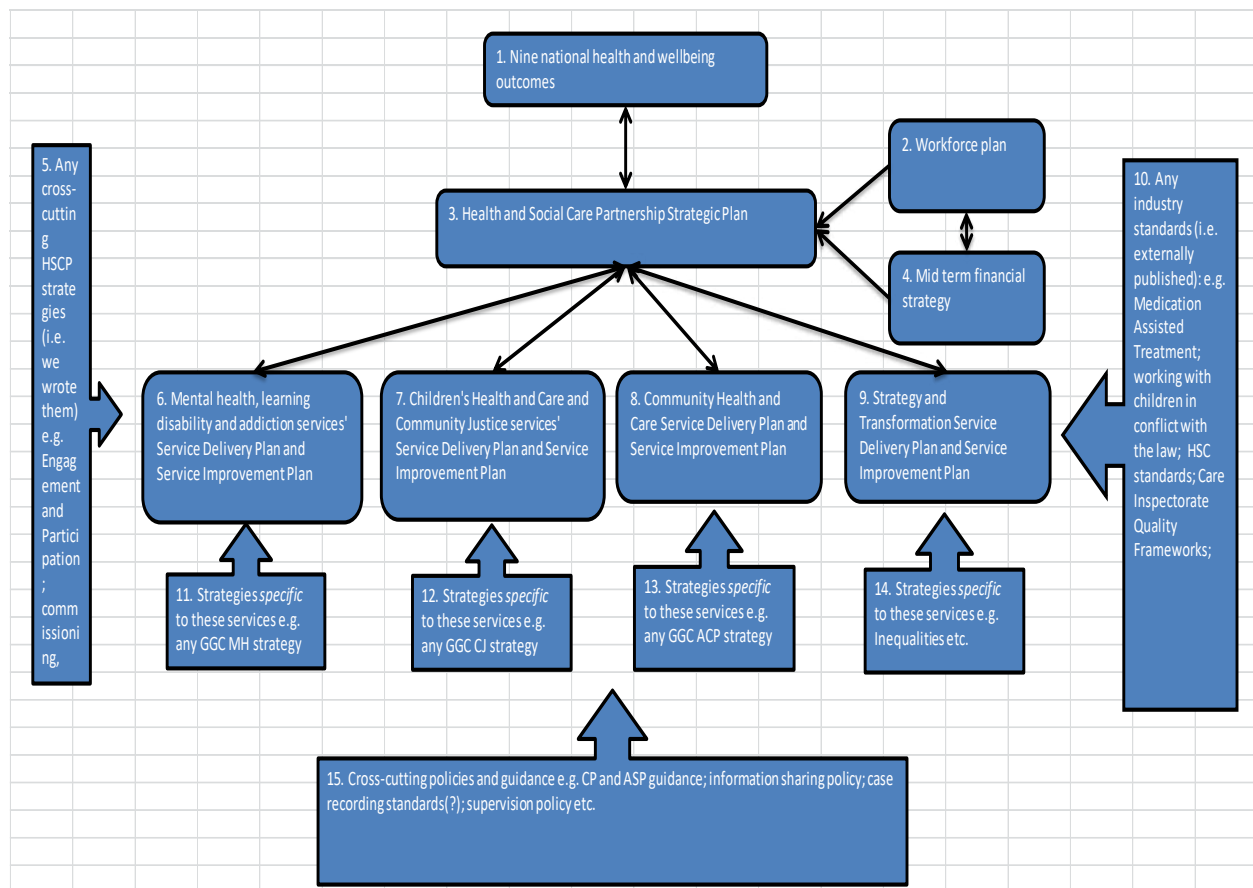 1. Nine national health and wellbeing
outcomes
2. Workforce plan
3. Health and Social Care Partnership Strategic Plan
4. Mid term financial
strategy
5. Any
cross-
cuttin
g
HSCP
strate
gies
(i.e.
we
wrote
them)
e.g.
Engag
ement
and
Partici
pation
;
comm
issioni
ng,
6. Mental health, learning
disability and addiction services'
Service Delivery Plan and
Service Improvement Plan
7. Children's Health and Care and
Community Justice services'
Service Delivery Plan and Service
Improvement Plan
8. Community Health and
Care Service Delivery Plan and
Service Improvement Plan
9. Strategy and
Transformation Service
Delivery Plan and Service
Improvement Plan
10. Any
industry
standards (i.e.
externally
published): e.g.
Medication
Assisted
Treatment;
working with
children in
conflict with
the law; HSC
standards; Care
Inspectorate
Quality
Frameworks;
11. Strategies specific
to these services e.g.
any GGC MH strategy
12. Strategies specific
to these services e.g.
any GGC CJ strategy
13. Strategies specific
to these services e.g.
any GGC ACP strategy
14. Strategies specific
to these services e.g.
Inequalities etc.
15. Cross-cutting policies and guidance e.g. CP and ASP guidance; information sharing policy; case
recording standards(?); supervision policy etc.